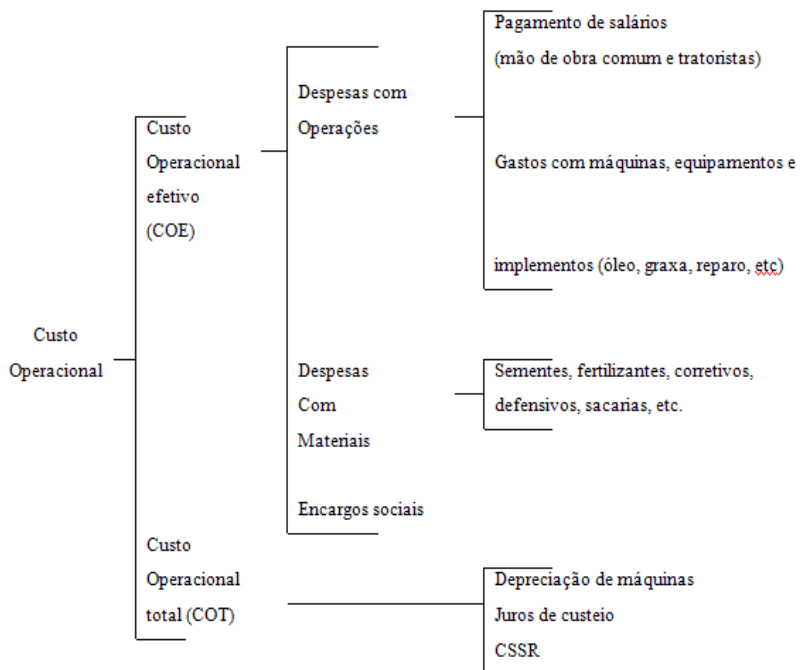 Custo
Operacional
Custo
Operacional
efetivo
(COE)
Despesas com
Operações
Pagamento de salários
(mão de obra comum e tratoristas)
Gastos com máquinas, equipamentos e
implementos (óleo, graxa, reparo, etc)
Despesas
Com
Materiais
Sementes, fertilizantes, corretivos,
defensivos, sacarias, etc.
Encargos sociais
Custo
Operacional
total (COT)
Depreciação de máquinas
Juros de custeio
CSSR